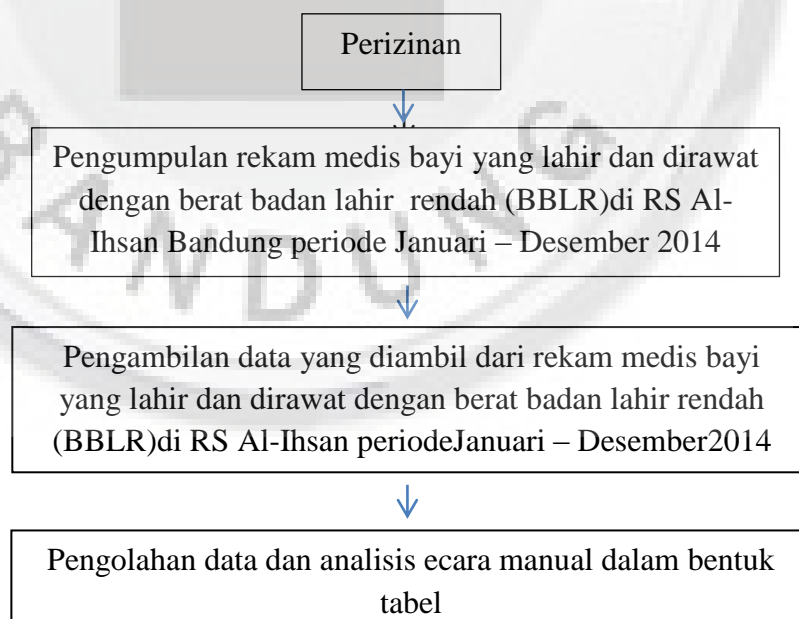 Perizinan
Pengumpulan rekam medis bayi yang lahir dan dirawat
dengan berat badan lahir rendah (BBLR)di RS Al-
Ihsan Bandung periode Januari – Desember 2014
BANDUNG
Pengambilan data yang diambil dari rekam medis bayi
yang lahir dan dirawat dengan berat badan lahir rendah
(BBLR)di RS Al-Ihsan periodeJanuari – Desember2014
Pengolahan data dan analisis ecara manual dalam bentuk
tabel